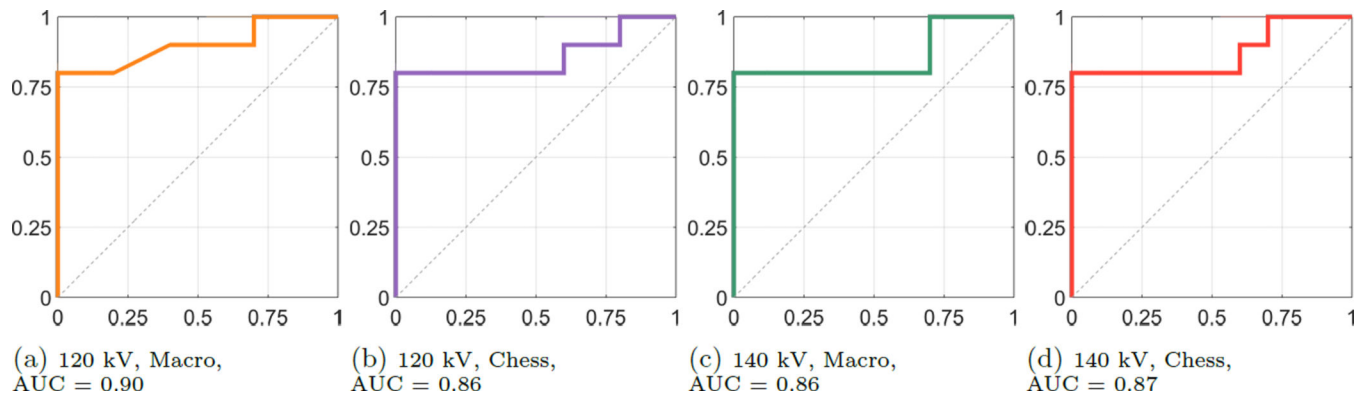 1
0.75
0.5
0.25
0
0 0.25 0.5 0.75 1
(a) 120 kV, Macro,
AUC = 0.90
1
0.75
0.5
0.25
0
0 0.25 0.5 0.75 1
(b) 120 kV, Chess,
AUC = 0.86
1
0.75
0.5
0.25
0
0 0.25 0.5 0.75 1
(c) 140 kV, Macro,
AUC = 0.86
1
0.75
0.5
0.25
0
0 0.25 0.5 0.75 1
(d) 140 kV, Chess,
AUC = 0.87